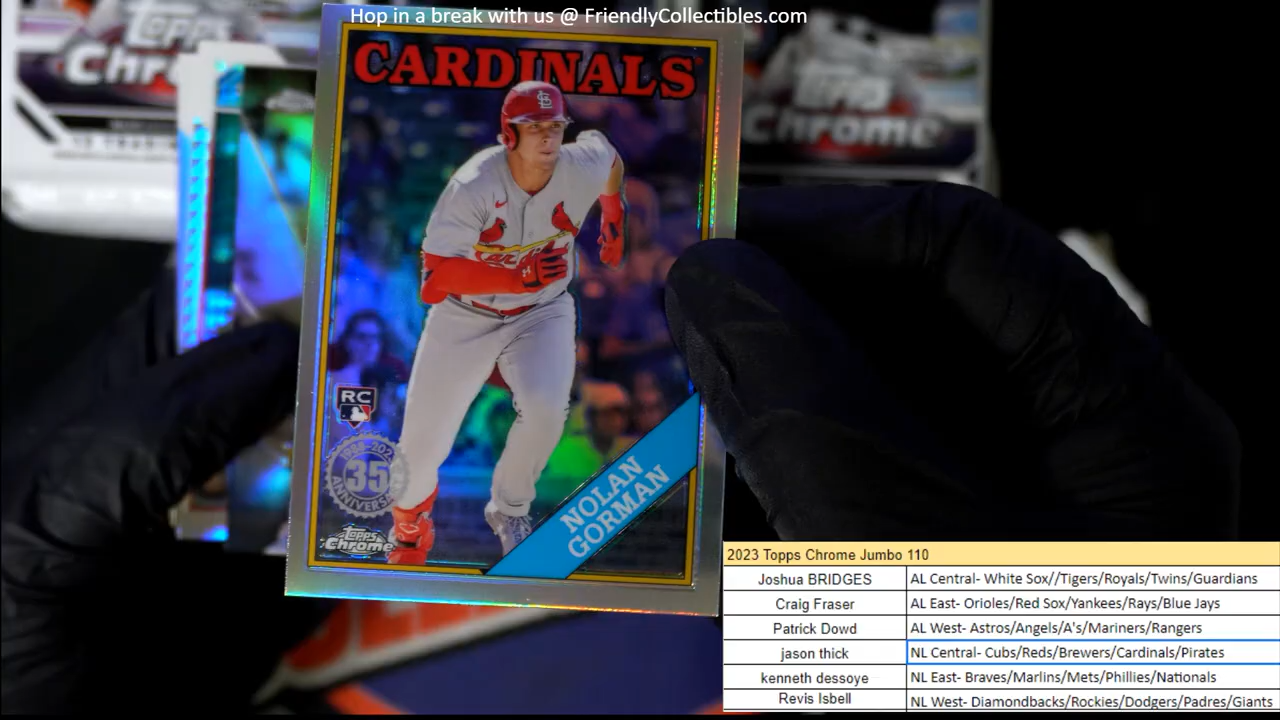 Hop in a break with us @ FriendlyCollectibles.com
Topps
Chrome
Topps
Chrome
CARDINALS
RC
1988-2023
35
ANNIVERSARY
Topps
Chrome
NOLAN
GORMAN
2023 Topps Chrome Jumbo 110
Joshua BRIDGES AL Central- White Sox//Tigers/Royals/Twins/Guardians
Craig Fraser AL East- Orioles/Red Sox/Yankees/Rays/Blue Jays
Patrick Dowd AL West- Astros/Angels/A's/Mariners/Rangers
jason thick NL Central- Cubs/Reds/Brewers/Cardinals/Pirates
kenneth dessoye NL East- Braves/Marlins/Mets/Phillies/Nationals
Revis Isbell NL West- Diamondbacks/Rockies/Dodgers/Padres/Giants